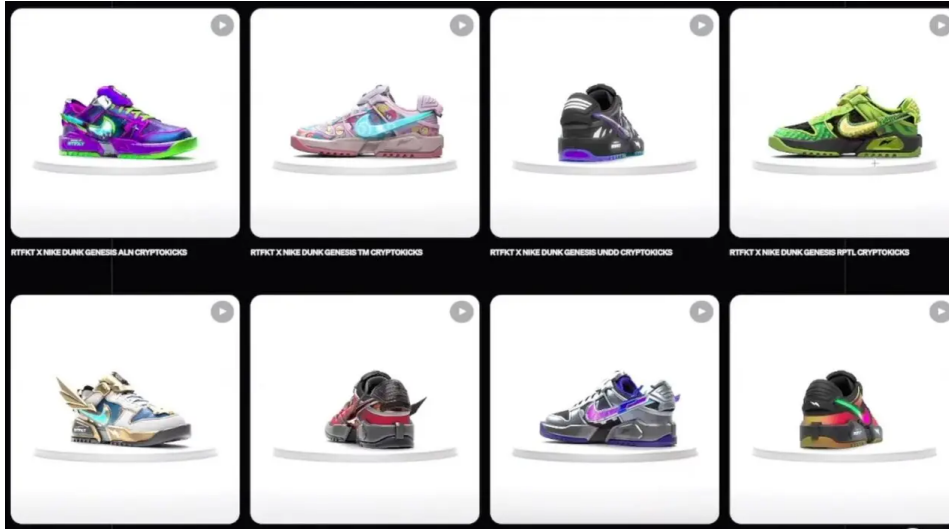 RTFKT X NIKE DUNK GENESIS ALN CRYPTOKICKS
RTFKT X NIKE DUNK GENESIS TM CRYPTOKICKS
RTFKT X NIKE DUNK GENESIS UNDD CRYPTOKICKS
RTFKT X NIKE DUNK GENESIS RPTL CRYPTOKICKS